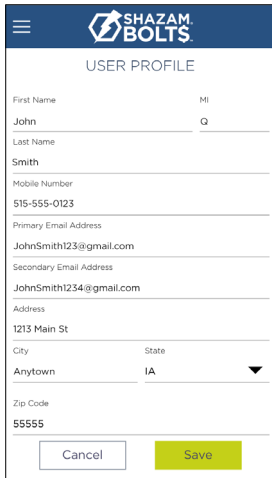 SHAZAM.
BOLT$.
USER PROFILE
First Name MI
John Q
Last Name
Smith
Mobile Number
515-555-0123
Primary Email Address
JohnSmith123@gmail.com
Secondary Email Address
JohnSmith1234@gmail.com
Address
1213 Main St
City State
Anytown IA
Zip Code
55555
Cancel Save